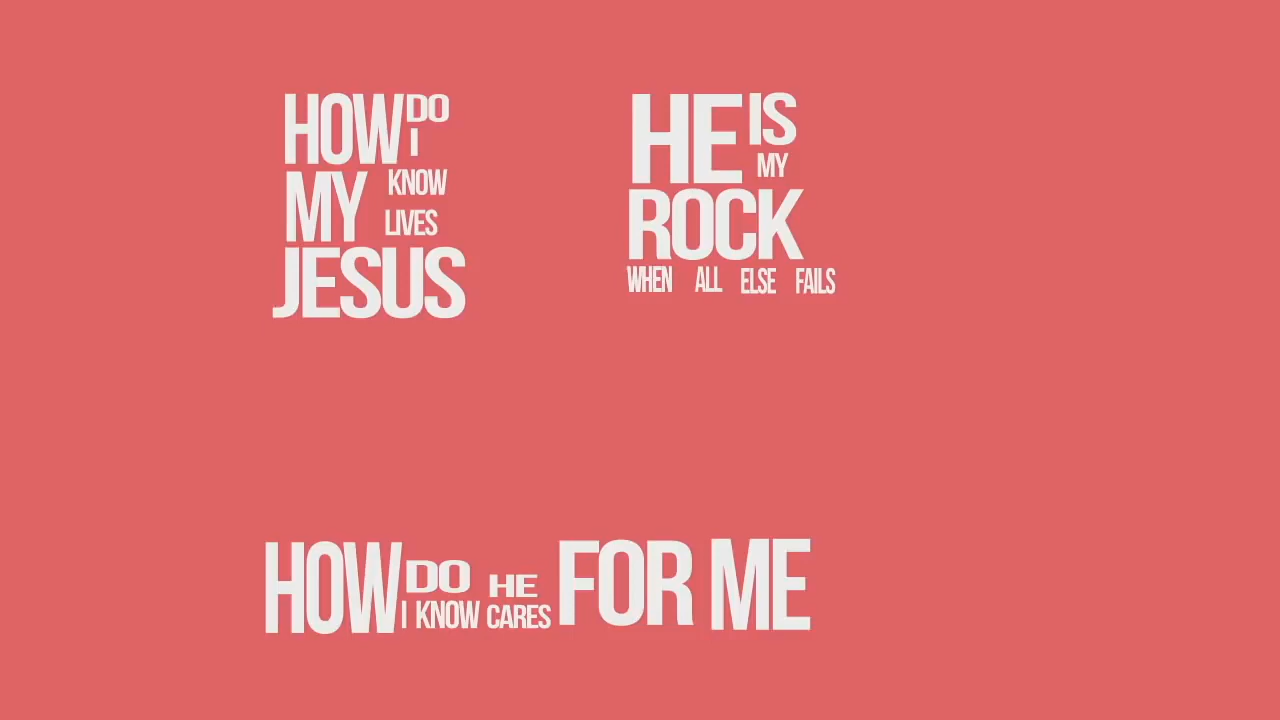 HOW DO
I
MY KNOW
LIVES
JESUS
HE IS
MY
ROCK
WHEN ALL ELSE FAILS
HOW DO HE FOR ME
I KNOW CARES